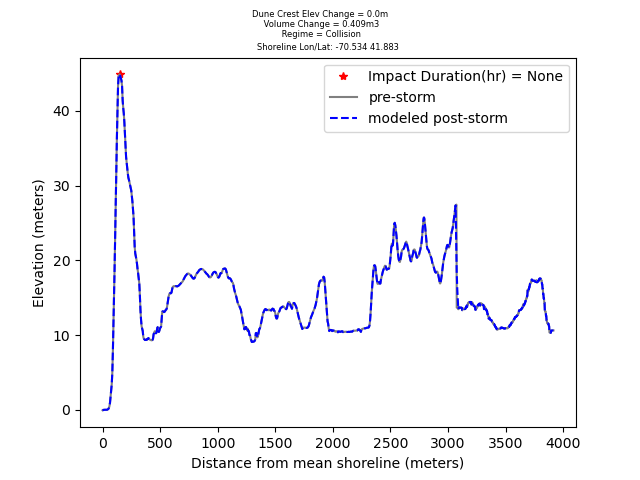 Dune Crest Elev Change = 0.0m
Volume Change = 0.409m3
Regime = Collision
Shoreline Lon/Lat: -70.534 41.883
Impact Duration(hr) = None
pre-storm
modeled post-storm
Elevation (meters)
40
30
20
10
0
0 500 1000 1500 2000 2500 3000 3500 4000
Distance from mean shoreline (meters)